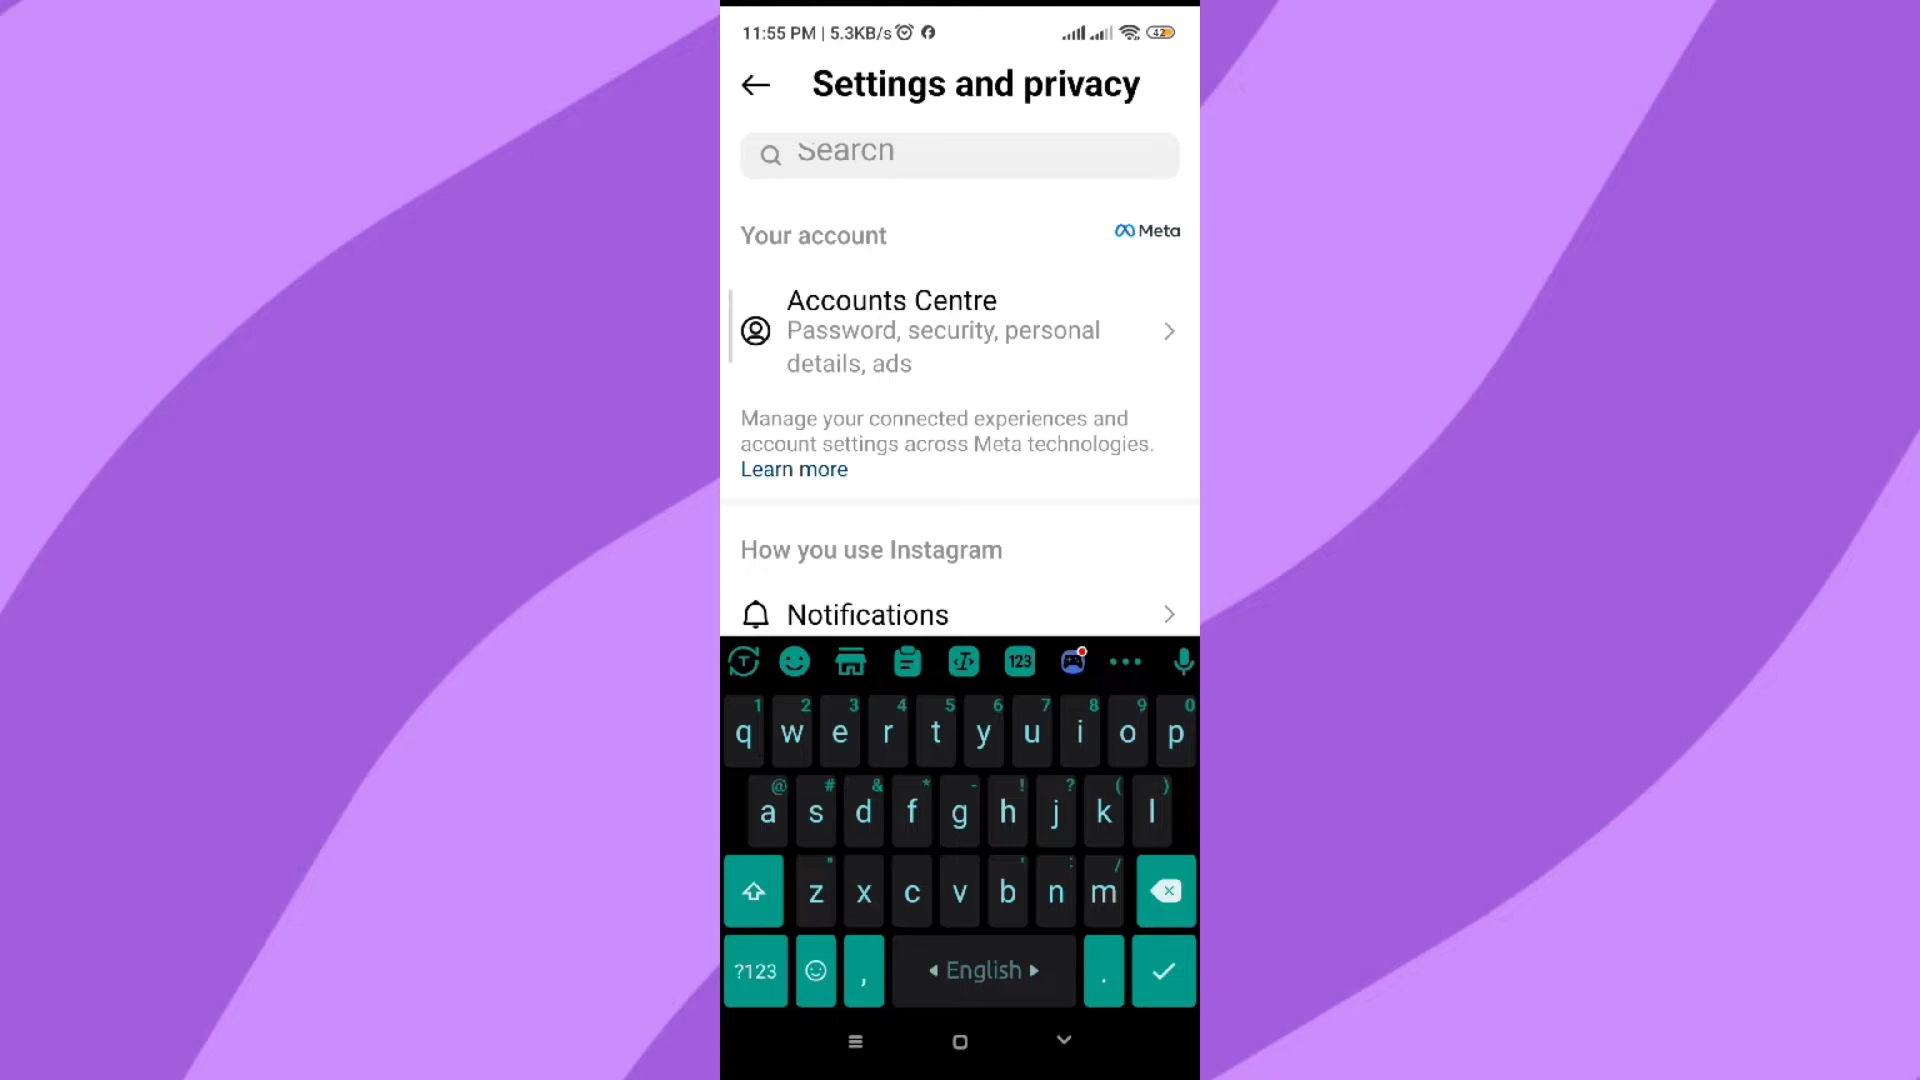 11:55 PM | 5.3KB/s 42
Settings and privacy
Search
Your account Meta
Accounts Centre
Password, security, personal
details, ads
Manage your connected experiences and
account settings across Meta technologies.
Learn more
How you use Instagram
Notifications
T T 123
1 2 3 4 5 6 7 8 9 0
q w e r t y u i o p
@ # & * - ! ? ( )
a s d f g h j k l
" ' : /
z x c v b n m
?123 , English .